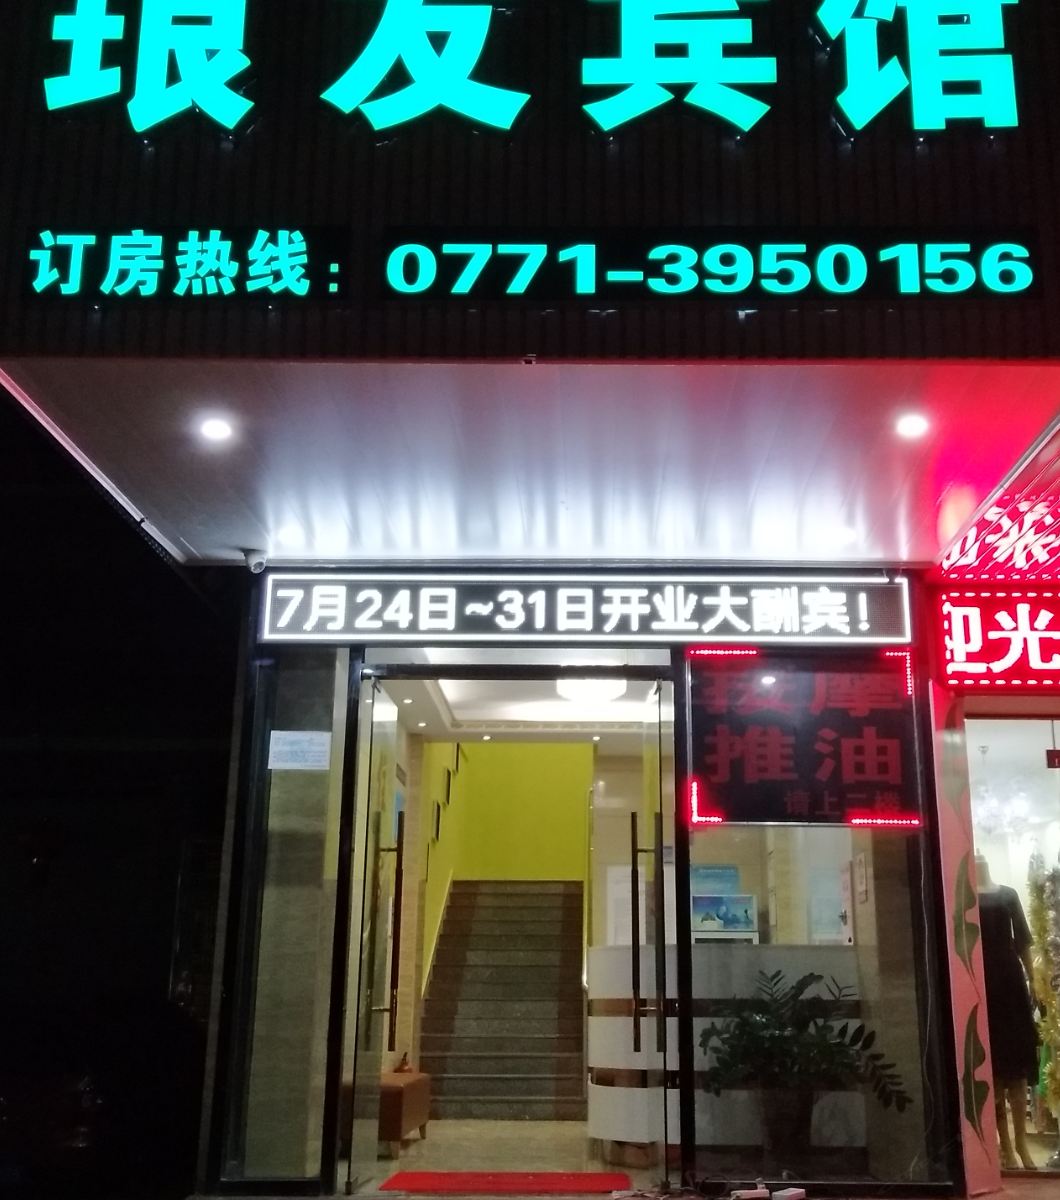 琅友宾馆
订房热线：0771-3950156
7月24日~31日开业大酬宾！
迎光
按摩
推油
请上二楼